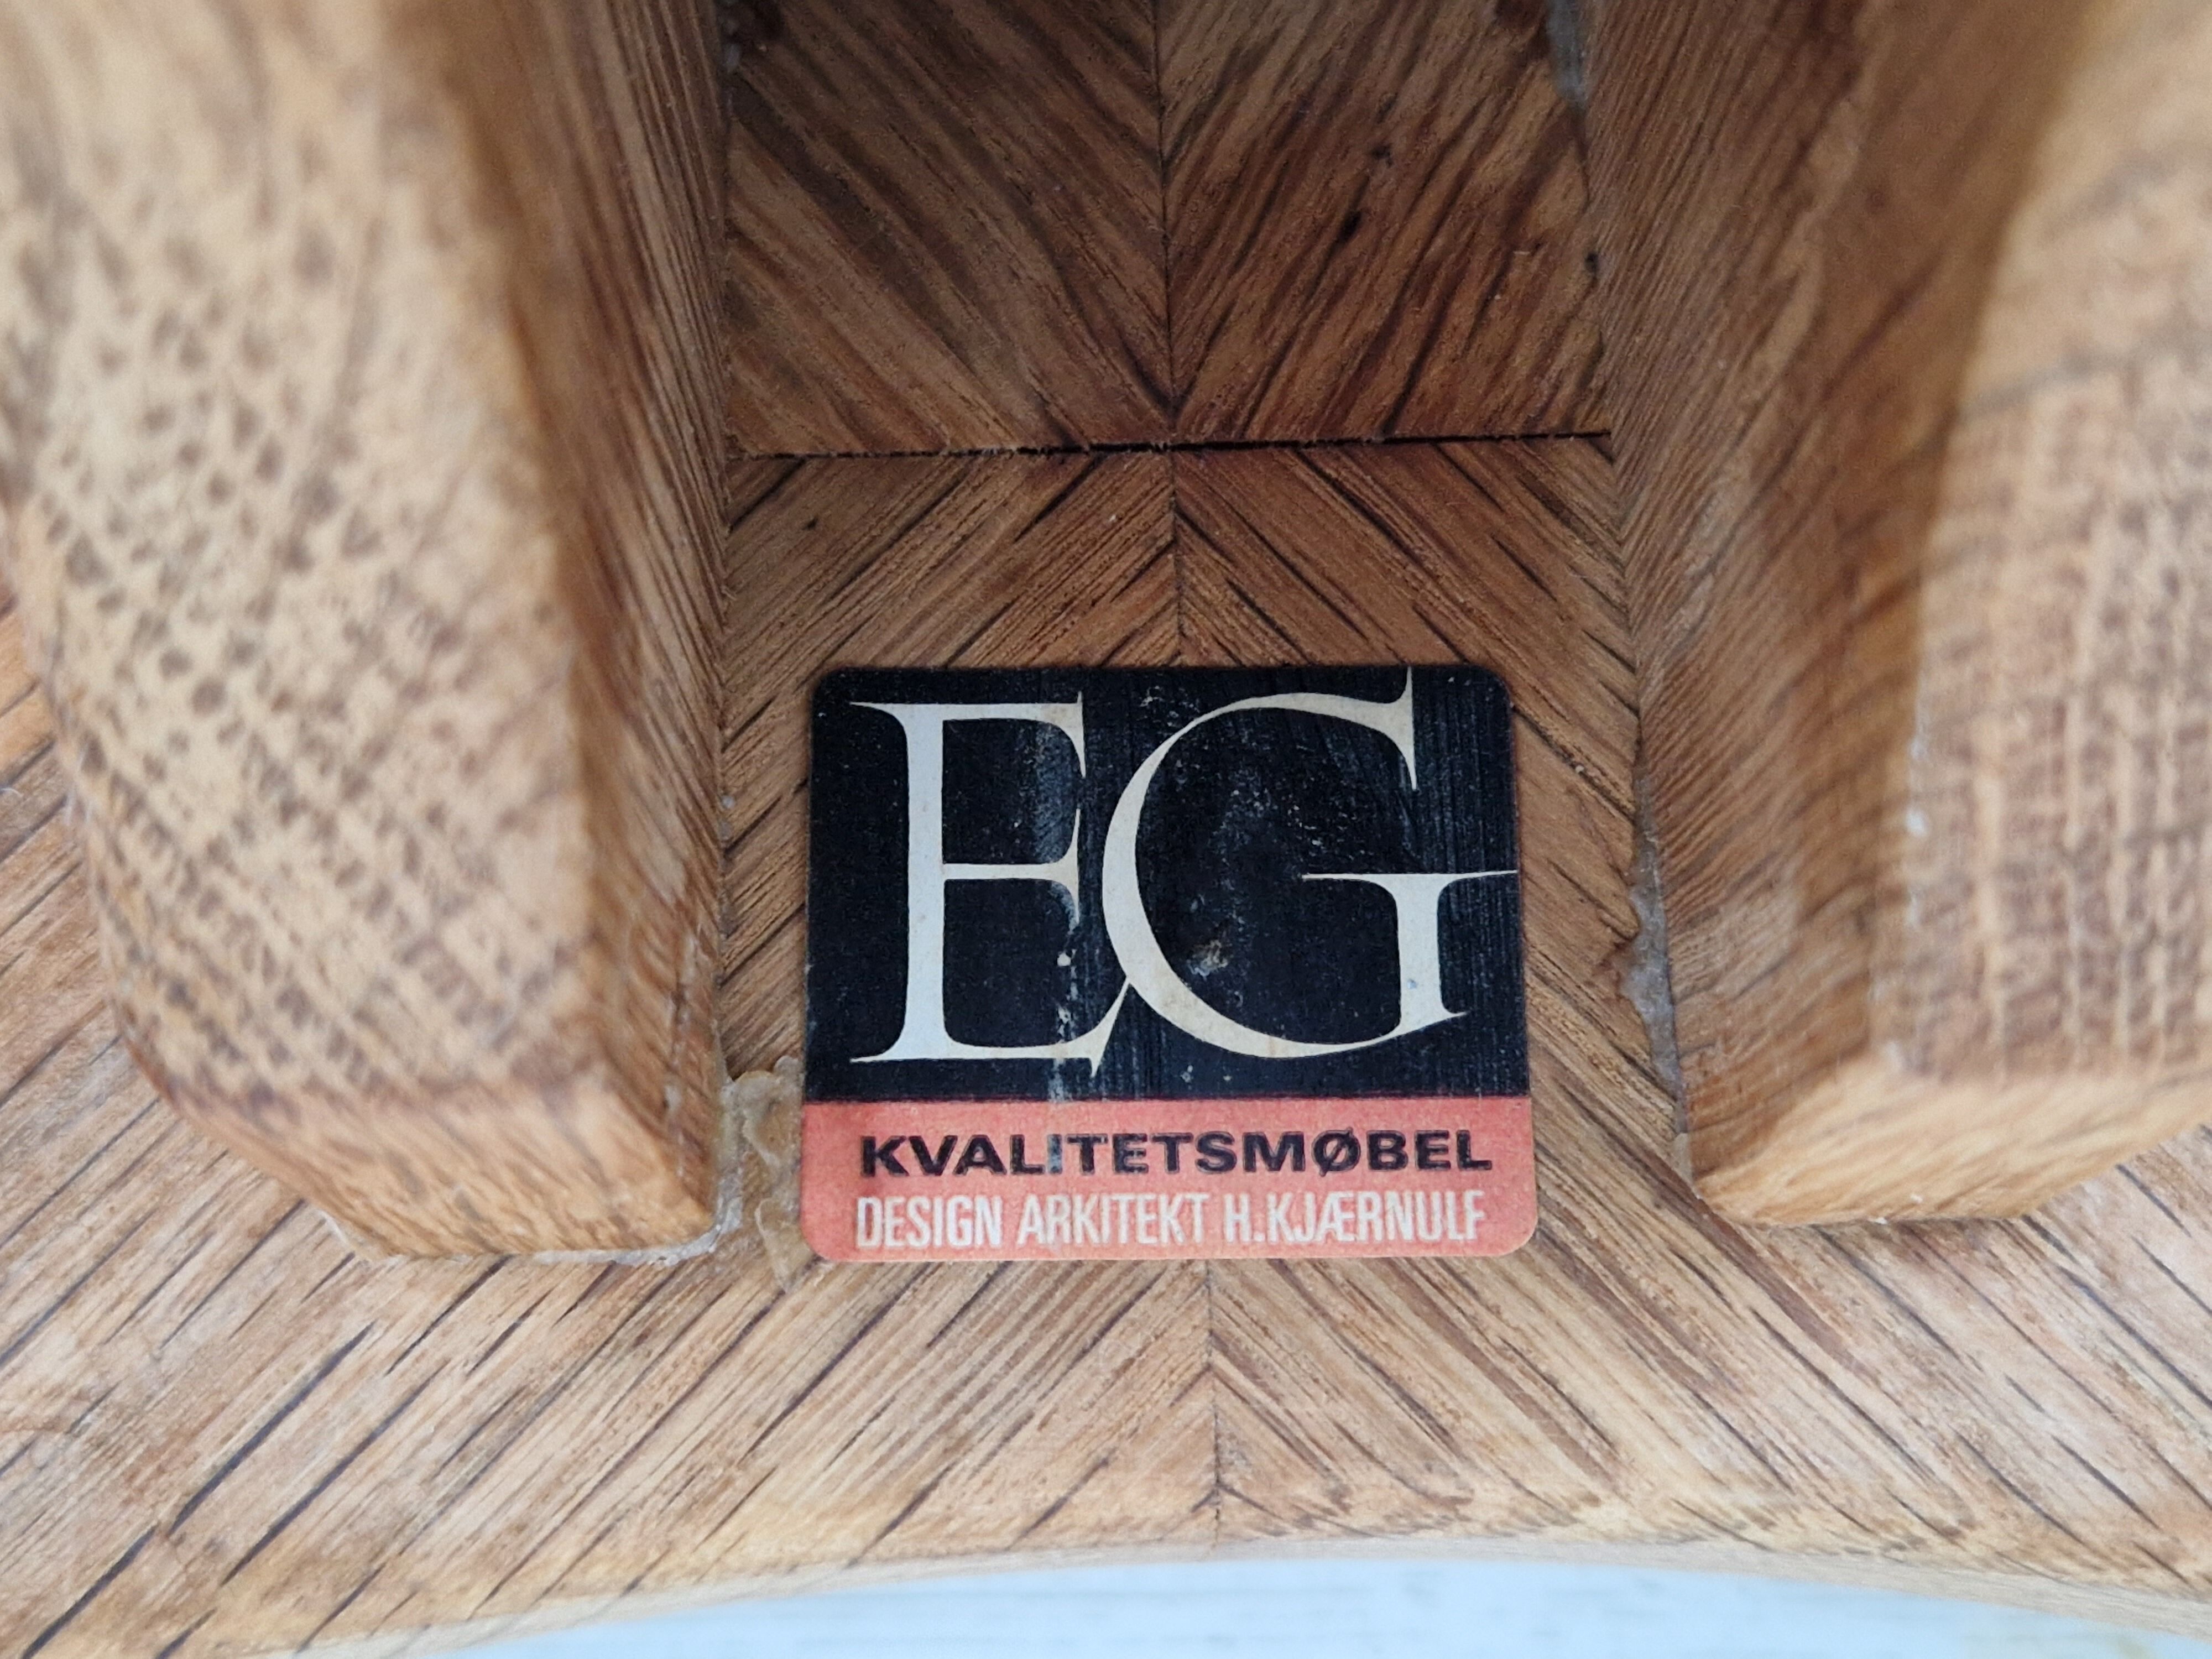 EG
KVALITETSMØBEL
DESIGN ARKITEKT H.KJÆRNULF